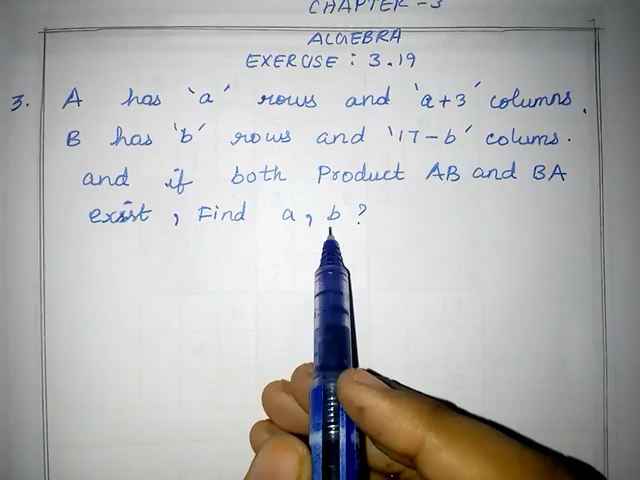 CHAPTER -3
ALGEBRA
EXERCISE : 3.19
3. A has 'a' rows and 'a+3' columns.
B has 'b' rows and '17-b' colums.
and if both Product AB and BA
exist, Find a, b ?